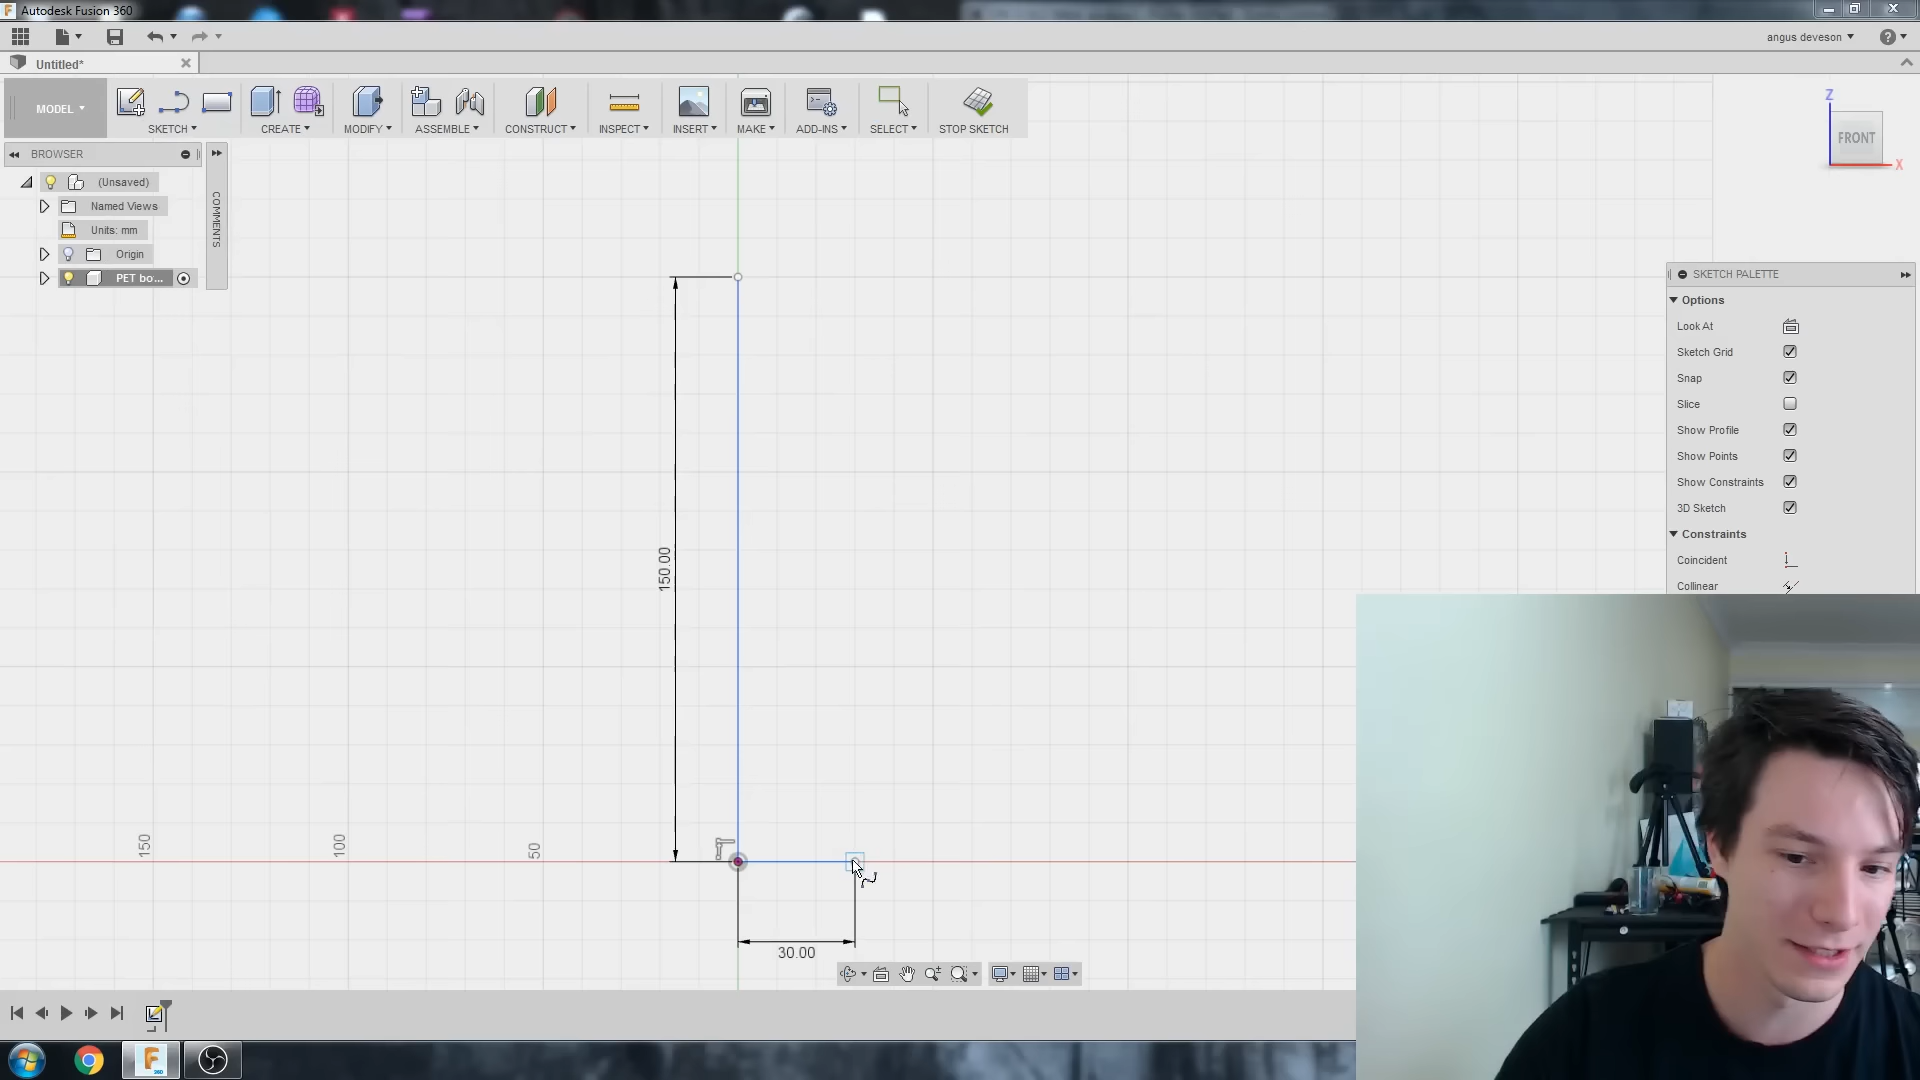 Autodesk Fusion 360
angus deveson
Untitled*
MODEL
SKETCH
CREATE
MODIFY
ASSEMBLE
CONSTRUCT
INSPECT
INSERT
MAKE
ADD-INS
SELECT
STOP SKETCH
BROWSER
COMMENTS
(Unsaved)
Named Views
Units: mm
Origin
PET bo...
Z
FRONT
X
SKETCH PALETTE
Options
Look At
Sketch Grid
Snap
Slice
Show Profile
Show Points
Show Constraints
3D Sketch
Constraints
Coincident
Collinear
150.00
150
100
50
30.00